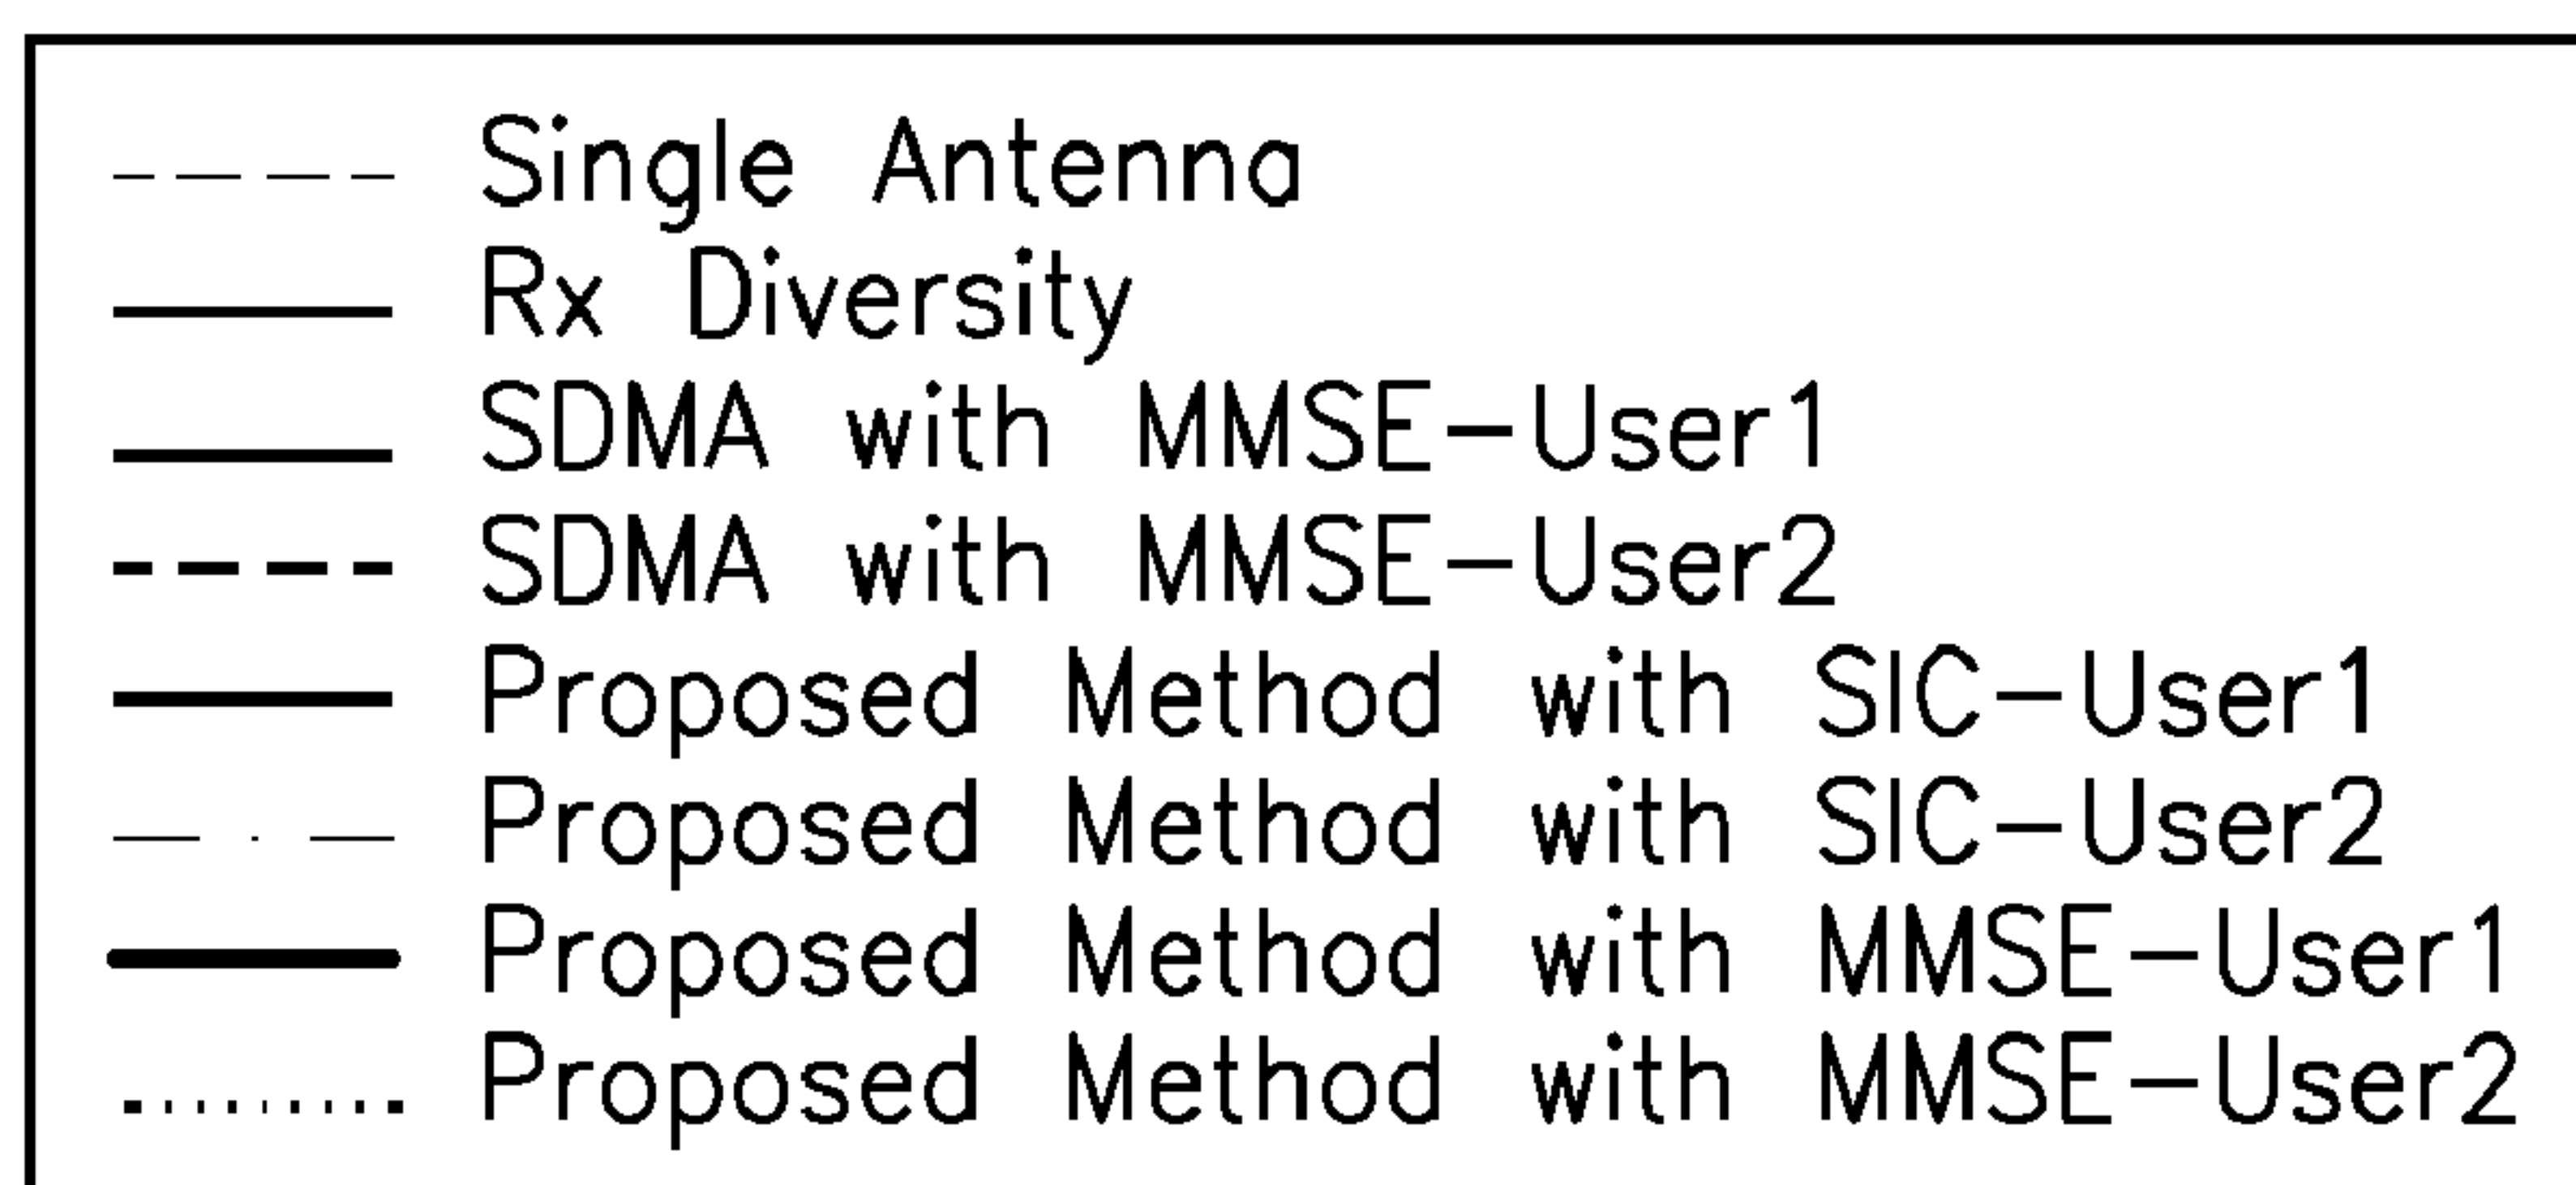 Single Antenna
Rx Diversity
SDMA with MMSE-User1
SDMA with MMSE-User2
Proposed Method with SIC-User1
Proposed Method with SIC-User2
Proposed Method with MMSE-User1
Proposed Method with MMSE-User2